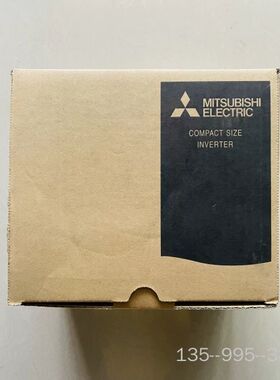 MITSUBISHI
ELECTRIC
COMPACT SIZE
INVERTER
135--995--3